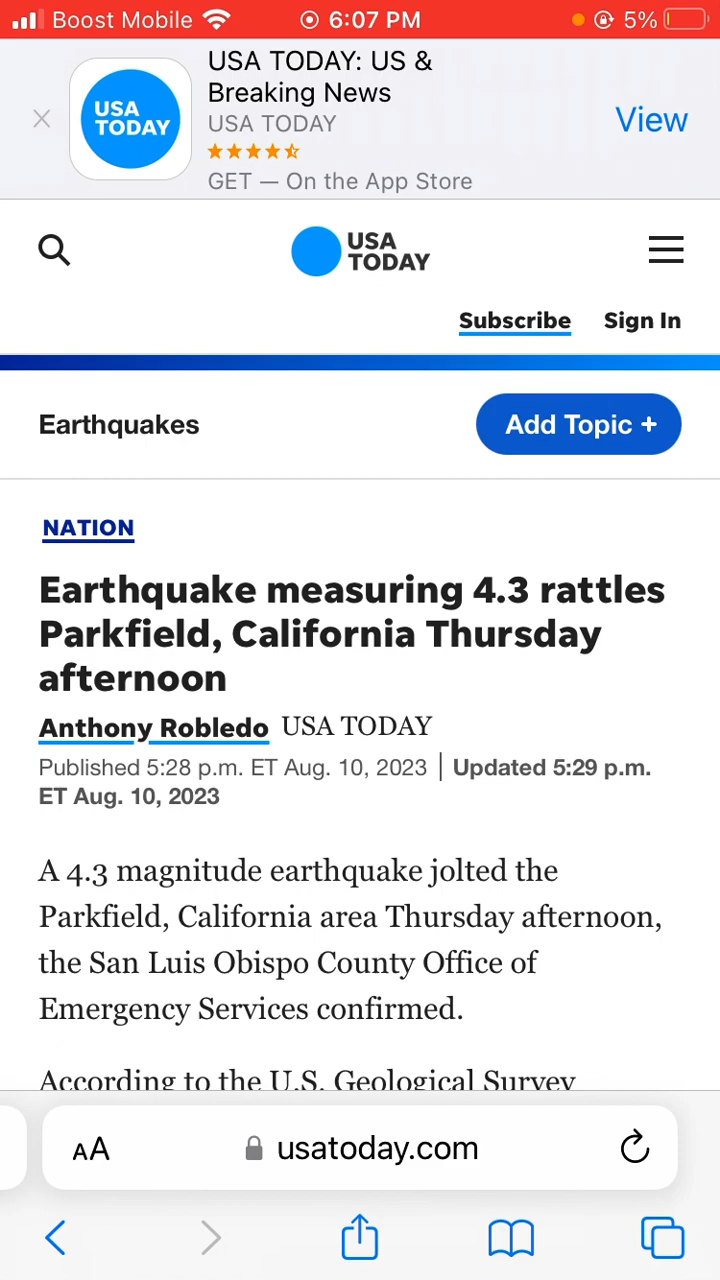 Boost Mobile 6:07 PM 5%
USA TODAY: US &
Breaking News
USA TODAY
USA TODAY
View
GET — On the App Store
USA
TODAY
Subscribe Sign In
Earthquakes Add Topic +
NATION
Earthquake measuring 4.3 rattles
Parkfield, California Thursday
afternoon
Anthony Robledo USA TODAY
Published 5:28 p.m. ET Aug. 10, 2023 | Updated 5:29 p.m.
ET Aug. 10, 2023
A 4.3 magnitude earthquake jolted the
Parkfield, California area Thursday afternoon,
the San Luis Obispo County Office of
Emergency Services confirmed.
According to the U.S. Geological Survey
AA usatoday.com